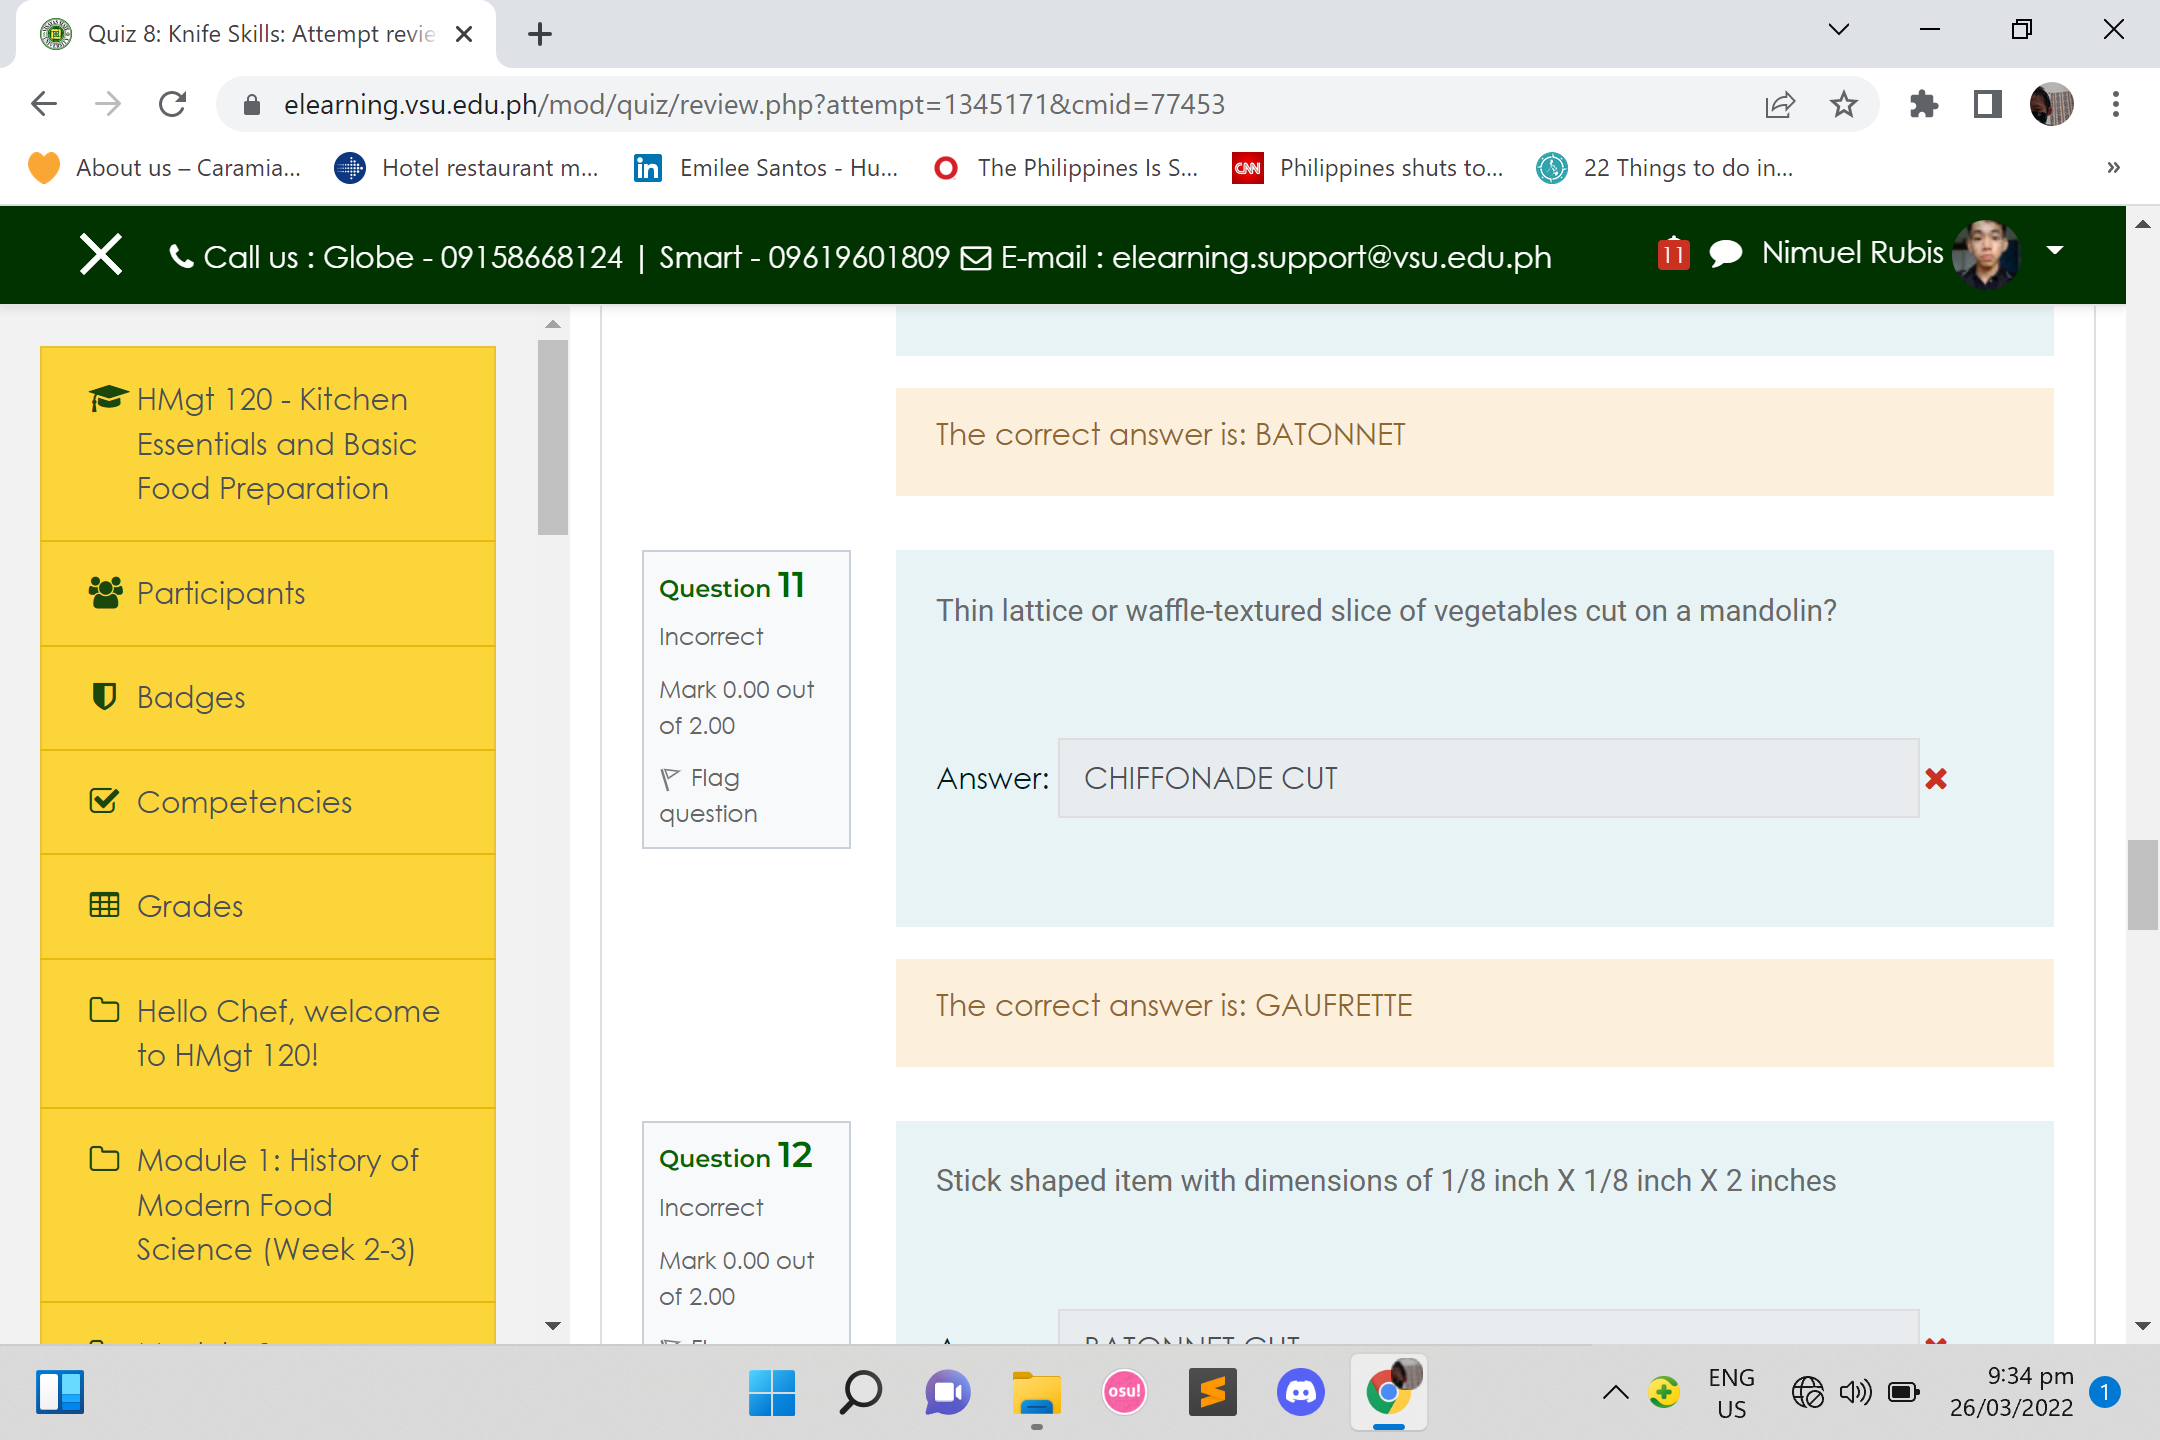 Quiz 8: Knife Skills: Attempt revie
elearning.vsu.edu.ph/mod/quiz/review.php?attempt=1345171&cmid=77453
About us – Caramia...
Hotel restaurant m...
in
Emilee Santos - Hu...
The Philippines Is S...
CNN
Philippines shuts to...
22 Things to do in...
»
Call us : Globe - 09158668124 | Smart - 09619601809 E-mail : elearning.support@vsu.edu.ph
11
Nimuel Rubis
HMgt 120 - Kitchen
Essentials and Basic
Food Preparation
Participants
Badges
Competencies
Grades
Hello Chef, welcome
to HMgt 120!
Module 1: History of
Modern Food
Science (Week 2-3)
The correct answer is: BATONNET
Question 11
Incorrect
Mark 0.00 out
of 2.00
Flag
question
Thin lattice or waffle-textured slice of vegetables cut on a mandolin?
Answer: CHIFFONADE CUT
The correct answer is: GAUFRETTE
Question 12
Incorrect
Mark 0.00 out
of 2.00
Stick shaped item with dimensions of 1/8 inch X 1/8 inch X 2 inches
BATONNET CUT
osu!
ENG
US
9:34 pm
26/03/2022
1